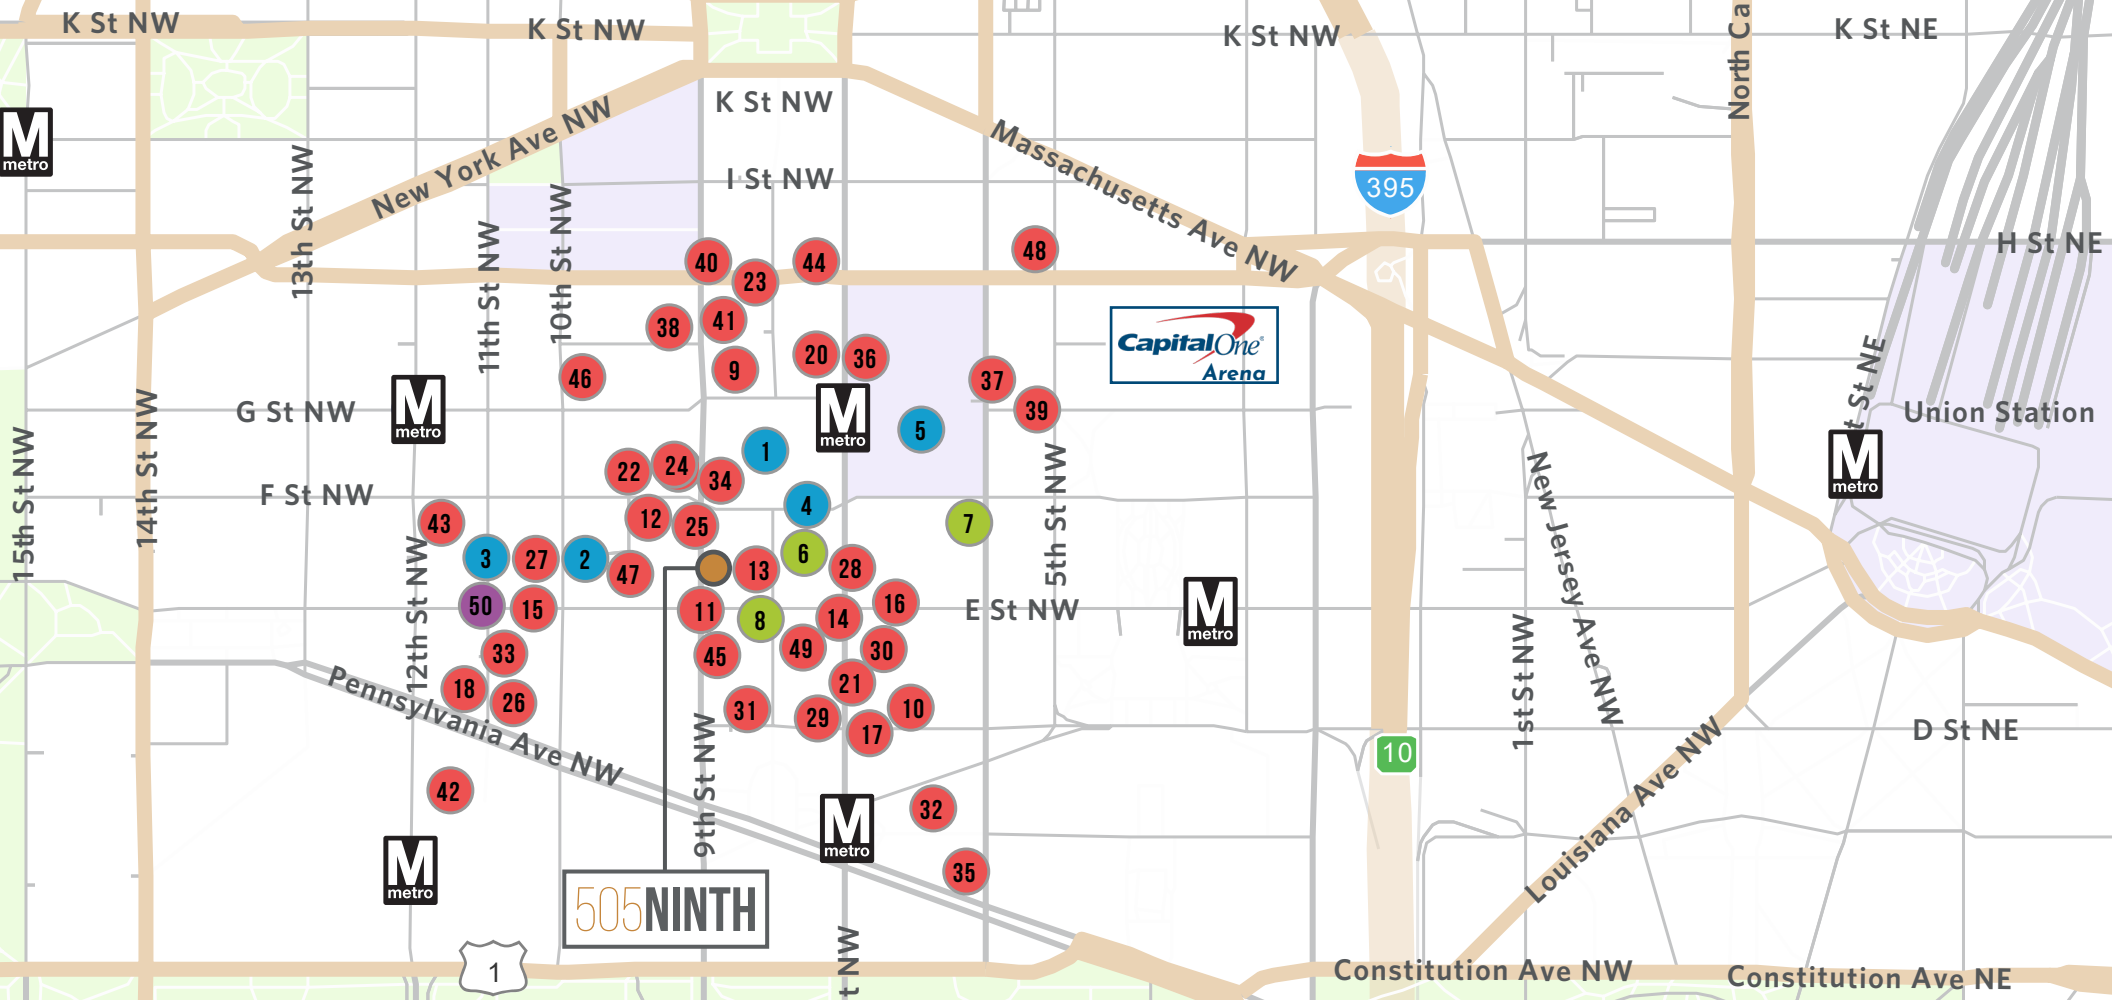 K St NW
K St NW
K St NW
North Ca
K St NE
K St NW
M
metro
New York Ave NW
Massachusetts Ave NW
I St NW
395
13th St NW
11th St NW
10th St NW
H St NE
40
44
48
23
38
41
CapitalOne
Arena
20
36
9
46
37
39
t St NE
G St NW
M
metro
M
metro
5
Union Station
15th St NW
14th St NW
1
22
24
34
M
metro
F St NW
4
12
25
43
7
5th St NW
New Jersey Ave NW
3
27
2
47
13
6
28
50
15
11
8
14
16
E St NW
M
metro
12th St NW
33
45
49
30
18
26
21
1st St NW
Pennsylvania Ave NW
31
29
10
17
9th St NW
D St NE
10
42
32
M
metro
Louisiana Ave NW
M
metro
35
505NINTH
t NW
1
Constitution Ave NW
Constitution Ave NE